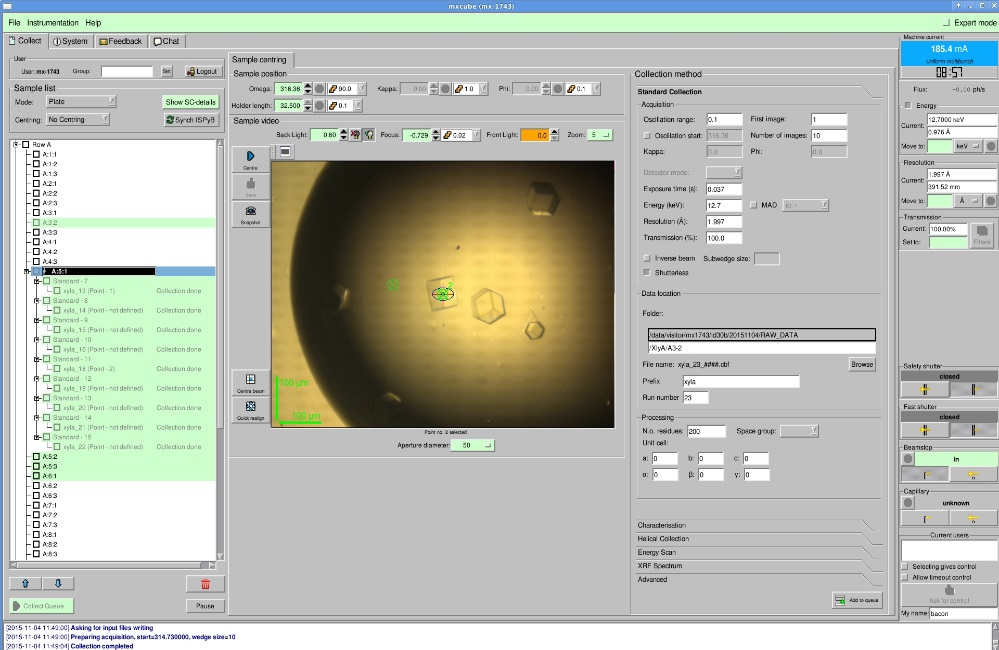 mxcube (mx-1743)
File Instrumentation Help
Expert mode
Collect System Feedback Chat
User
User: mx-1743 Group: Set Logout
Sample list
Mode: Plate Show SC-details
Centring: No Centring Synch ISPyB
Row A
A:1:1
A:1:2
A:1:3
A:2:1
A:2:2
A:2:3
A:3:1
A:3:2
A:3:3
A:4:1
A:4:2
A:4:3
A:5:1
Standard - 7
xyla_13 (Point - 1) Collection done
Standard - 8
xyla_14 (Point - not defined) Collection done
Standard - 9
xyla_15 (Point - not defined) Collection done
Standard - 10
xyla_16 (Point - not defined) Collection done
Standard - 11
xyla_18 (Point - 2) Collection done
Standard - 12
xyla_19 (Point - not defined) Collection done
Standard - 13
xyla_20 (Point - not defined) Collection done
Standard - 14
xyla_21 (Point - not defined) Collection done
Standard - 15
xyla_22 (Point - not defined) Collection done
A:5:2
A:5:3
A:6:1
A:6:2
A:6:3
A:7:1
A:7:2
A:7:3
A:8:1
A:8:2
A:8:3
Collect Queue
Pause
Sample centring
Sample position
Omega: 316.36 90.0 Kappa: 0.00 1.0 Phi: 0.00 0.1
Holder length: 32.500 0.1
Sample video
Back Light: 0.60 Focus: -0.729 0.02 Front Light: 0.0 Zoom: 5
Centre
Save
Snapshot
Centre beam
Quick realign
2
100 µm
100 µm
Point no. 2 selected
Aperture diameter: 50
Collection method
Standard Collection
Acquisition
Oscillation range: 0.1 First image: 1
Oscillation start: 316.36 Number of images: 10
Kappa: 0.0 Phi: 0.0
Detector mode:
Exposure time (s): 0.037
Energy (keV): 12.7 MAD ip: -
Resolution (Å): 1.997
Transmission (%): 100.0
Inverse beam Subwedge size:
Shutterless
Data location
Folder:
/data/visitor/mx1743/id30b/20151104/RAW_DATA
/XlyA/A3-2
File name: xyla_23_####.cbf Browse
Prefix xyla
Run number 23
Processing
N.o. residues: 200 Space group:
Unit cell:
a: 0 b: 0 c: 0
α: 0 β: 0 γ: 0
Characterisation
Helical Collection
Energy Scan
XRF Spectrum
Advanced
Add to queue
Machine current
185.4 mA
08:57
Flux: ph/s
Energy
Current: 12.7000 keV
0.976 Å
Move to: keV
Resolution
Current: 1.997 Å
391.52 mm
Move to: Å
Transmission
Current: 100.00%
Set to: Filters
Safety shutter
closed
Fast shutter
closed
Beamstop
in
Capillary
unknown
Current users
Selecting gives control
Allow timeout control
Ask for control
My name: bacon
[2015-11-04 11:49:00] Asking for input files writing
[2015-11-04 11:49:00] Preparing acquisition, start=314.730000, wedge size=10
[2015-11-04 11:49:04] Collection completed